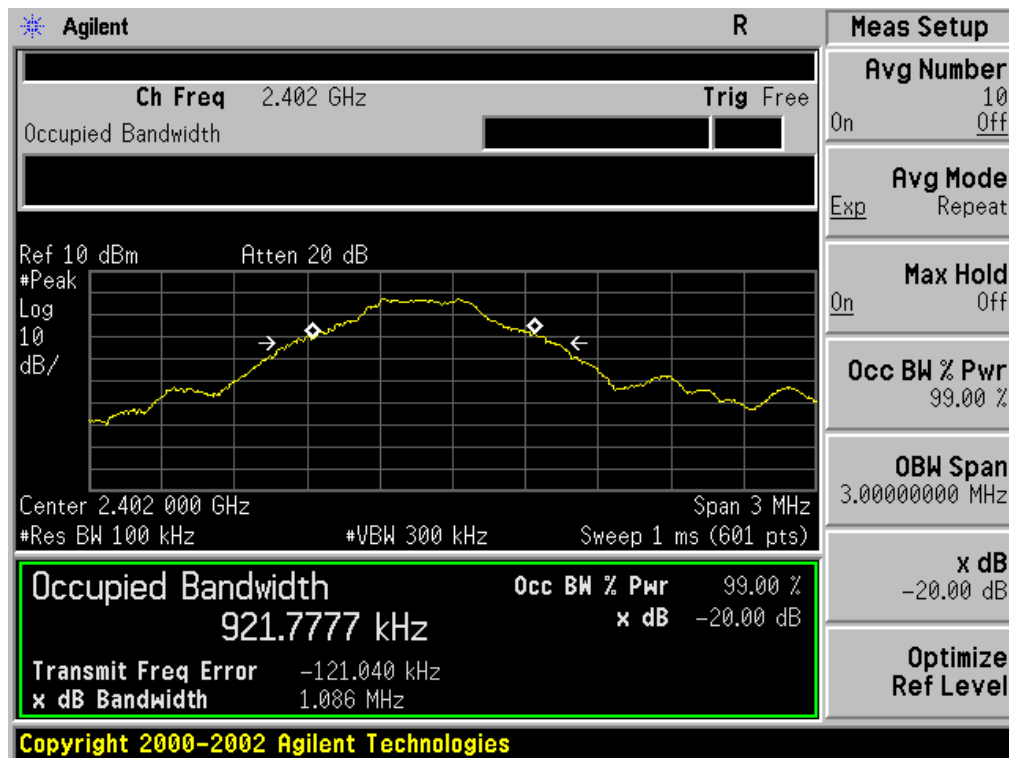 Agilent R Meas Setup
Ch Freq 2.402 GHz Trig Free
Occupied Bandwidth
Ref 10 dBm Atten 20 dB
#Peak
Log
10
dB/
Center 2.402 000 GHz Span 3 MHz
#Res BW 100 kHz #VBW 300 kHz Sweep 1 ms (601 pts)
Occupied Bandwidth
921.7777 kHz
Occ BW % Pwr 99.00 %
x dB -20.00 dB
Transmit Freq Error -121.040 kHz
x dB Bandwidth 1.086 MHz
Copyright 2000-2002 Agilent Technologies
Avg Number
10
On Off
Avg Mode
Exp Repeat
Max Hold
On Off
Occ BW % Pwr
99.00 %
OBW Span
3.00000000 MHz
x dB
-20.00 dB
Optimize
Ref Level